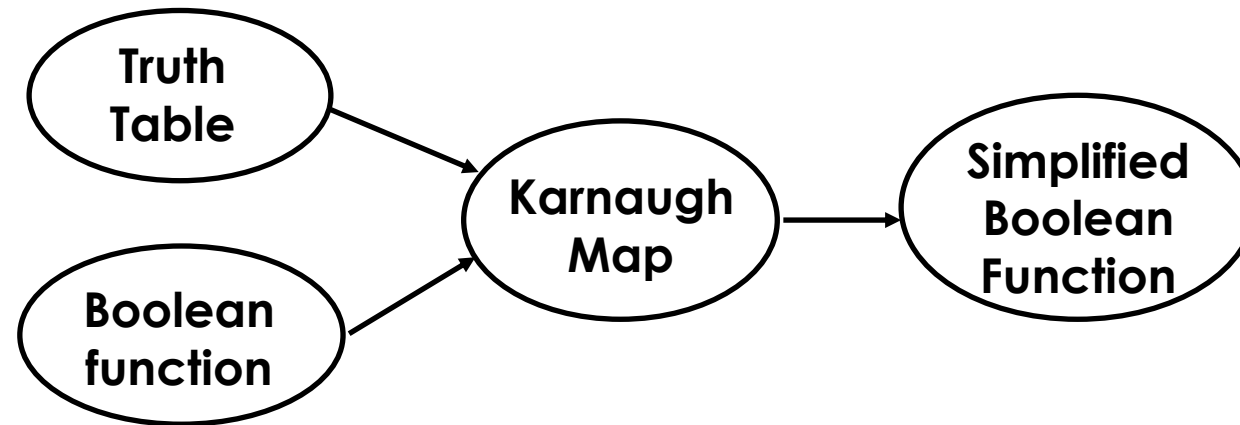 Truth
Table
Boolean
function
Karnaugh
Map
Simplified
Boolean
Function